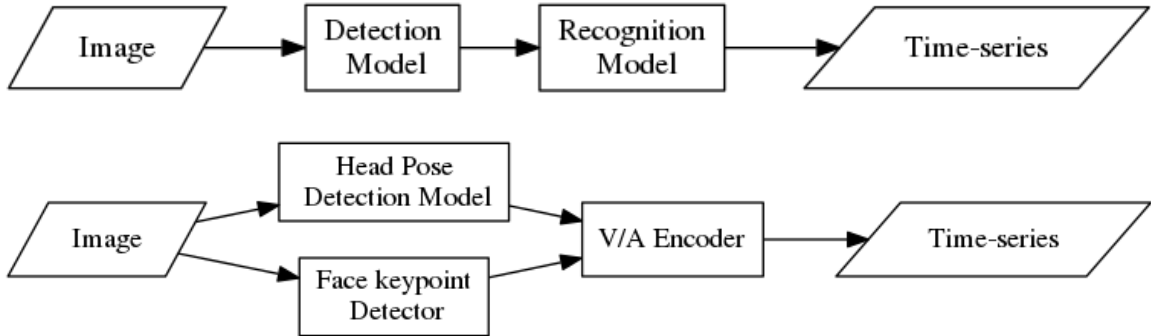 Image
Detection
Model
Recognition
Model
Time-series
Image
Head Pose
Detection Model
Face keypoint
Detector
V/A Encoder
Time-series